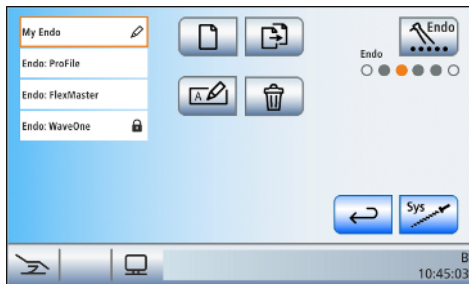 My Endo
Endo: ProFile
Endo: FlexMaster
Endo: WaveOne
A
Endo
Endo
Sys
B
10:45:03